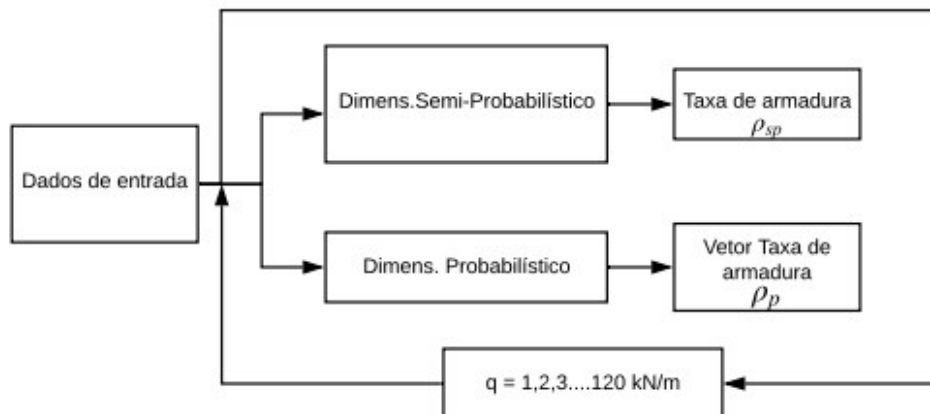 Dados de entrada
Dimens.Semi-Probabilístico
Taxa de armadura
ρsp
Dimens. Probabilístico
Vetor Taxa de
armadura
ρp
q = 1,2,3....120 kN/m